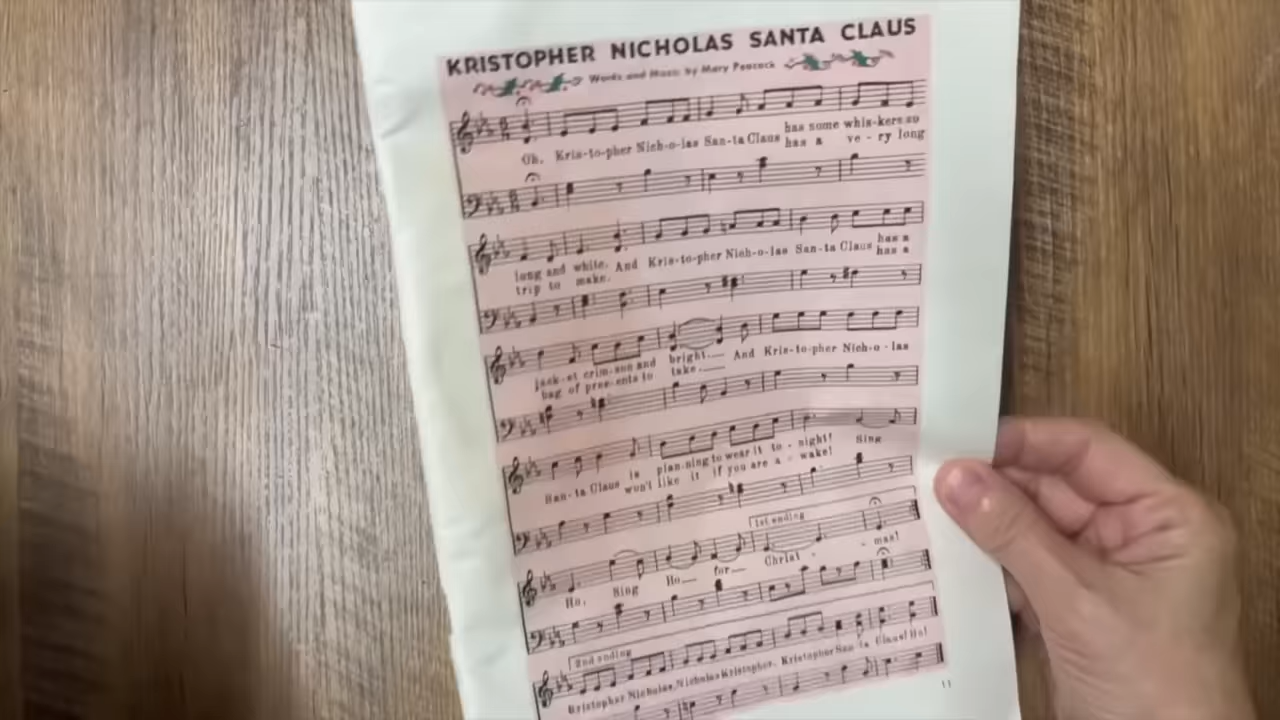 KRISTOPHER NICHOLAS SANTA CLAUS
Words and Music by Mary Peacock
Oh, Kris-to-pher Nich-o-las San-ta Claus has some whis-kers so
has a ve - ry long
long and white. And Kris-to-pher Nich-o-las San-ta Claus has a
trip to make. has a
jack-et crim-son and bright. And Kris-to-pher Nich-o-las
bag of pres-ents to take.
San-ta Claus is plan-ning to wear it to - night! Sing
won't like it if you are a - wake!
1st ending
Ho, Sing Ho for Christ - - mas!
2nd ending
Kristopher Nicholas, Nicholas Kristopher, Kristopher San-ta Claus! Ho!
11